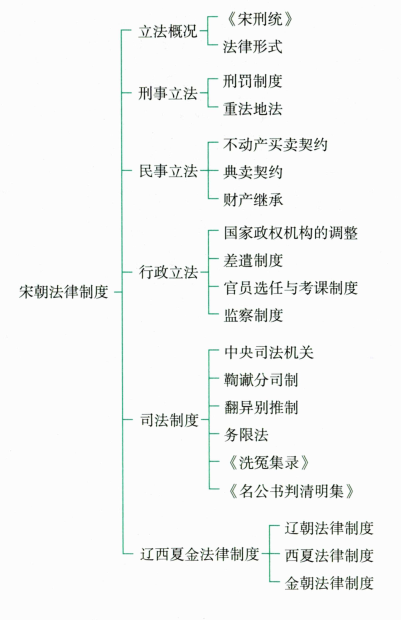 宋朝法律制度
立法概况
《宋刑统》
法律形式
刑事立法
刑罚制度
重法地法
民事立法
不动产买卖契约
典卖契约
财产继承
行政立法
国家政权机构的调整
差遣制度
官员选任与考课制度
监察制度
司法制度
中央司法机关
鞫谳分司制
翻异别推制
务限法
《洗冤集录》
《名公书判清明集》
辽西夏金法律制度
辽朝法律制度
西夏法律制度
金朝法律制度